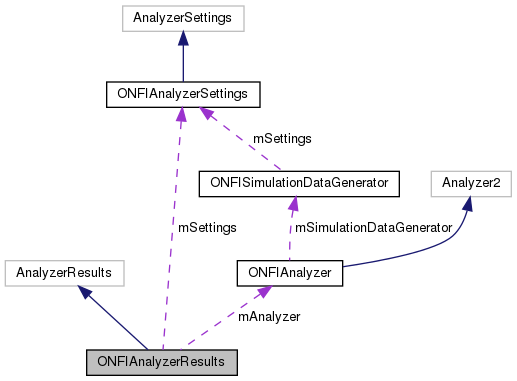 AnalyzerSettings
ONFIAnalyzerSettings
mSettings
ONFISimulationDataGenerator
Analyzer2
mSettings
mSimulationDataGenerator
AnalyzerResults
ONFIAnalyzer
mAnalyzer
ONFIAnalyzerResults